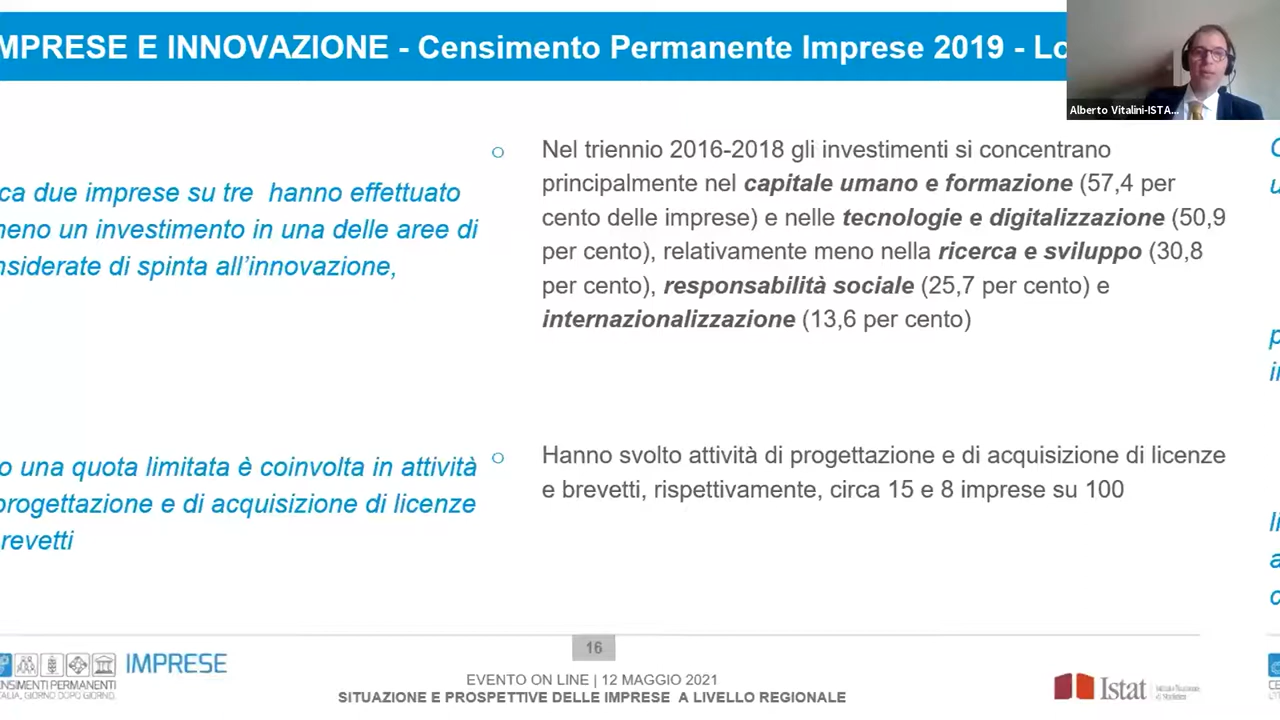 MPRESE E INNOVAZIONE - Censimento Permanente Imprese 2019 - Lo
Alberto Vitalini-ISTA...
ca due imprese su tre hanno effettuato
meno un investimento in una delle aree di
nsiderate di spinta all'innovazione,
o Nel triennio 2016-2018 gli investimenti si concentrano
principalmente nel capitale umano e formazione (57,4 per
cento delle imprese) e nelle tecnologie e digitalizzazione (50,9
per cento), relativamente meno nella ricerca e sviluppo (30,8
per cento), responsabilità sociale (25,7 per cento) e
internazionalizzazione (13,6 per cento)
o una quota limitata è coinvolta in attività
progettazione e di acquisizione di licenze
revetti
o Hanno svolto attività di progettazione e di acquisizione di licenze
e brevetti, rispettivamente, circa 15 e 8 imprese su 100
16
IMPRESE
NSIMENTI PERMANENTI
ITALIA, GIORNO DOPO GIORNO.
EVENTO ON LINE | 12 MAGGIO 2021
SITUAZIONE E PROSPETTIVE DELLE IMPRESE A LIVELLO REGIONALE
Istat